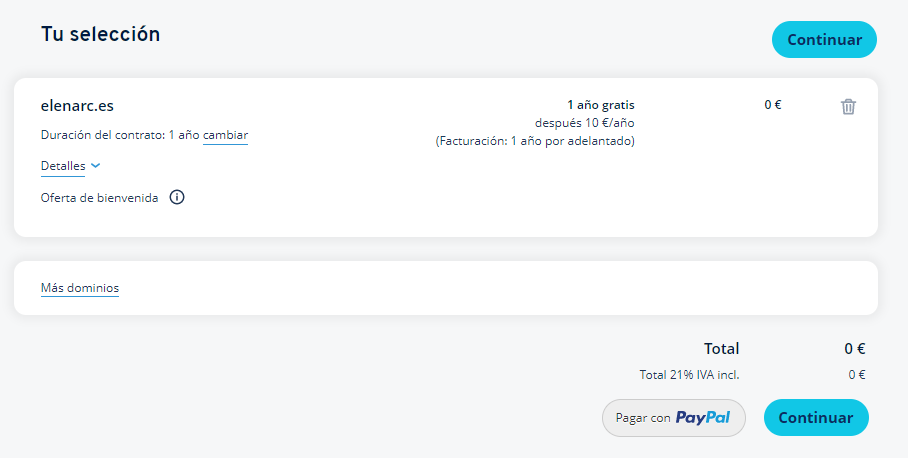 Tu selección
Continuar
elenarc.es
1 año gratis
0 €
después 10 €/año
Duración del contrato: 1 año cambiar
(Facturación: 1 año por adelantado)
Detalles
Oferta de bienvenida
Más dominios
Total
0 €
Total 21% IVA incl.
0 €
Pagar con PayPal
Continuar